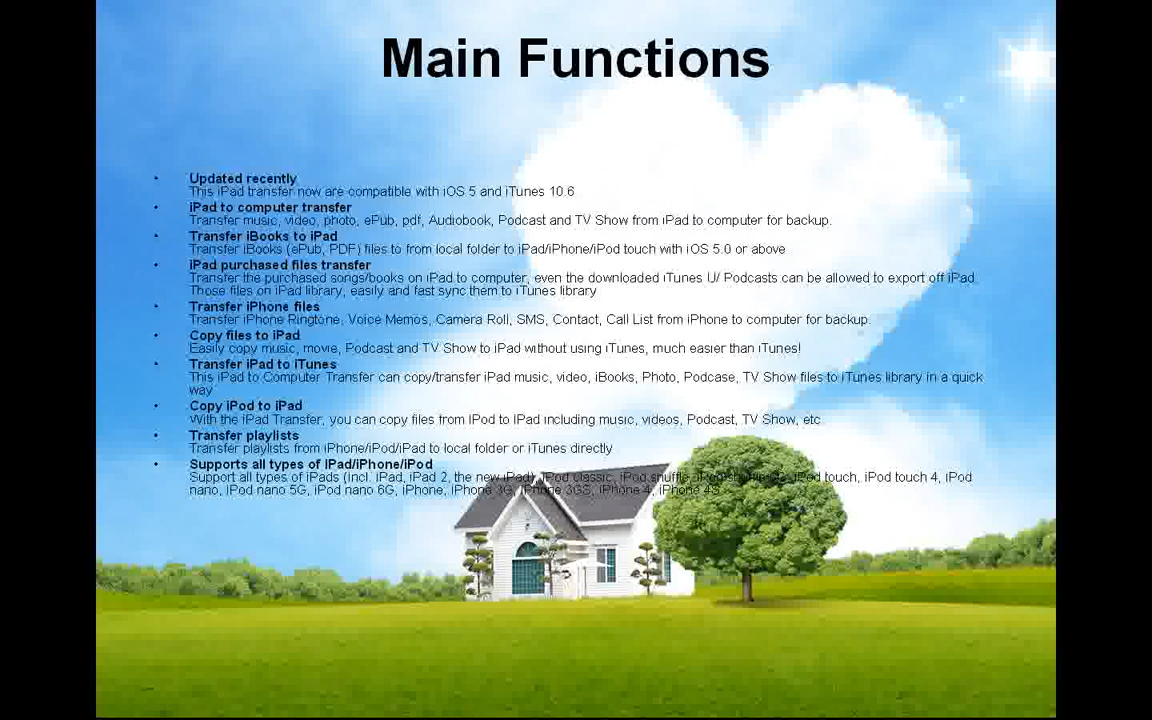 Main Functions
• Updated recently
This iPad transfer now are compatible with iOS 5 and iTunes 10.6
• iPad to computer transfer
Transfer music, video, photo, ePub, pdf, Audiobook, Podcast and TV Show from iPad to computer for backup.
• Transfer iBooks to iPad
Transfer iBooks (ePub, PDF) files to from local folder to iPad/iPhone/iPod touch with iOS 5.0 or above
• iPad purchased files transfer
Transfer the purchased songs/books on iPad to computer, even the downloaded iTunes U/ Podcasts can be allowed to export off iPad.
Those files on iPad library, easily and fast sync them to iTunes library
• Transfer iPhone files
Transfer iPhone Ringtone, Voice Memos, Camera Roll, SMS, Contact, Call List from iPhone to computer for backup.
• Copy files to iPad
Easily copy music, movie, Podcast and TV Show to iPad without using iTunes, much easier than iTunes!
• Transfer iPad to iTunes
This iPad to Computer Transfer can copy/transfer iPad music, video, iBooks, Photo, Podcase, TV Show files to iTunes library in a quick
way
• Copy iPod to iPad
With the iPad Transfer, you can copy files from iPod to IPad including music, videos, Podcast, TV Show, etc
• Transfer playlists
Transfer playlists from iPhone/iPod/iPad to local folder or iTunes directly
• Supports all types of IPad/iPhone/IPod
Support all types of iPads (incl. iPad, iPad 2, the new iPad), iPod classic, iPod shuffle, iPod touch, iPod touch 4, iPod
nano, iPod nano 5G, iPod nano 6G, iPhone, iPhone 3G, iPhone 3GS, iPhone 4, iPhone 4S